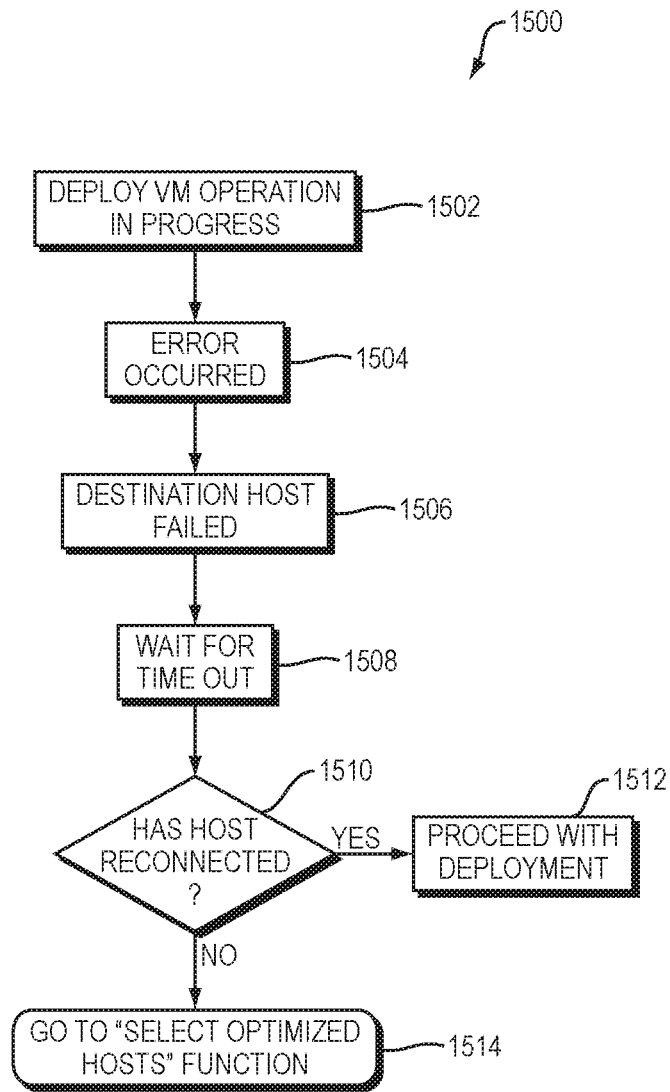 1500
DEPLOY VM OPERATION
IN PROGRESS
1502
ERROR
OCCURRED
1504
DESTINATION HOST
FAILED
1506
WAIT FOR
TIME OUT
1508
1510
HAS HOST
RECONNECTED
?
YES
1512
PROCEED WITH
DEPLOYMENT
NO
GO TO “SELECT OPTIMIZED
HOSTS” FUNCTION
1514